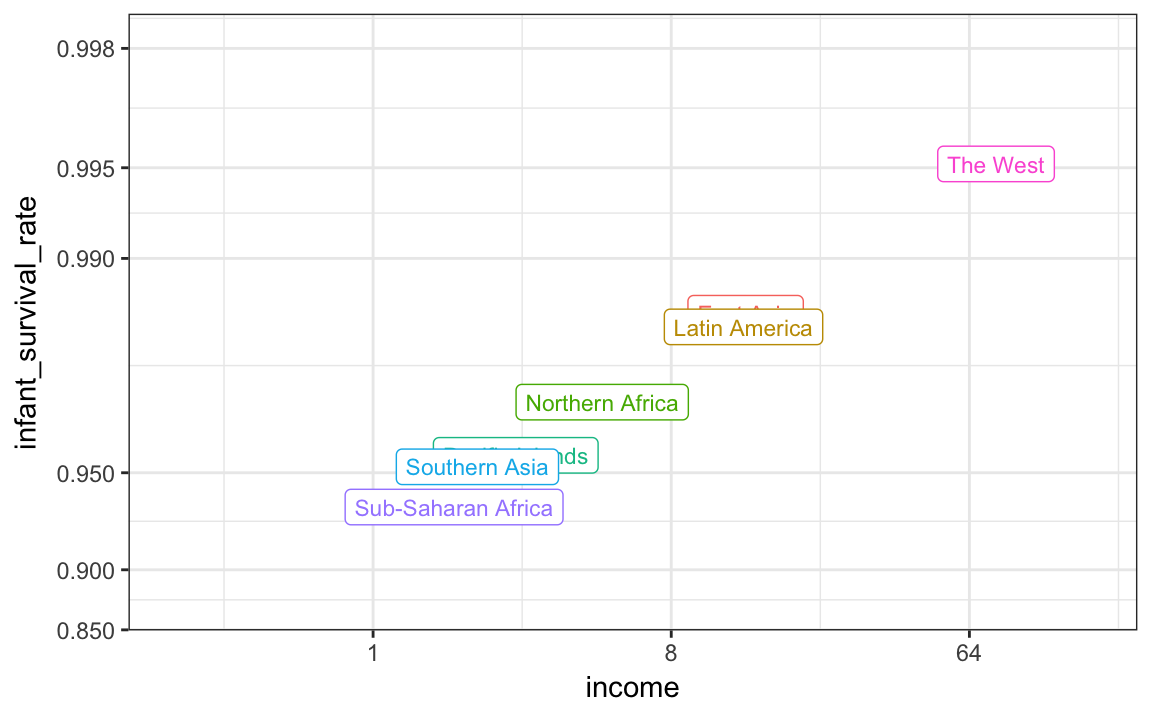 0.998
0.995
The West
0.990
Latin America
Northern Africa
0.950
Southern Asia
Sub-Saharan Africa
0.900
0.850
1
8
64
income
infant_survival_rate